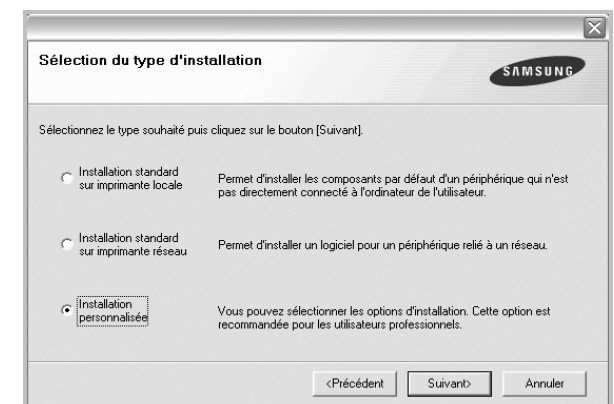 Sélection du type d'installation
SAMSUNG
Sélectionnez le type souhaité puis cliquez sur le bouton [Suivant].
Installation standard
sur imprimante locale
Permet d'installer les composants par défaut d'un périphérique qui n'est
pas directement connecté à l'ordinateur de l'utilisateur.
Installation standard
sur imprimante réseau
Permet d'installer un logiciel pour un périphérique relié à un réseau.
Installation
personnalisée
Vous pouvez sélectionner les options d'installation. Cette option est
recommandée pour les utilisateurs professionnels.
<Précédent
Suivant>
Annuler